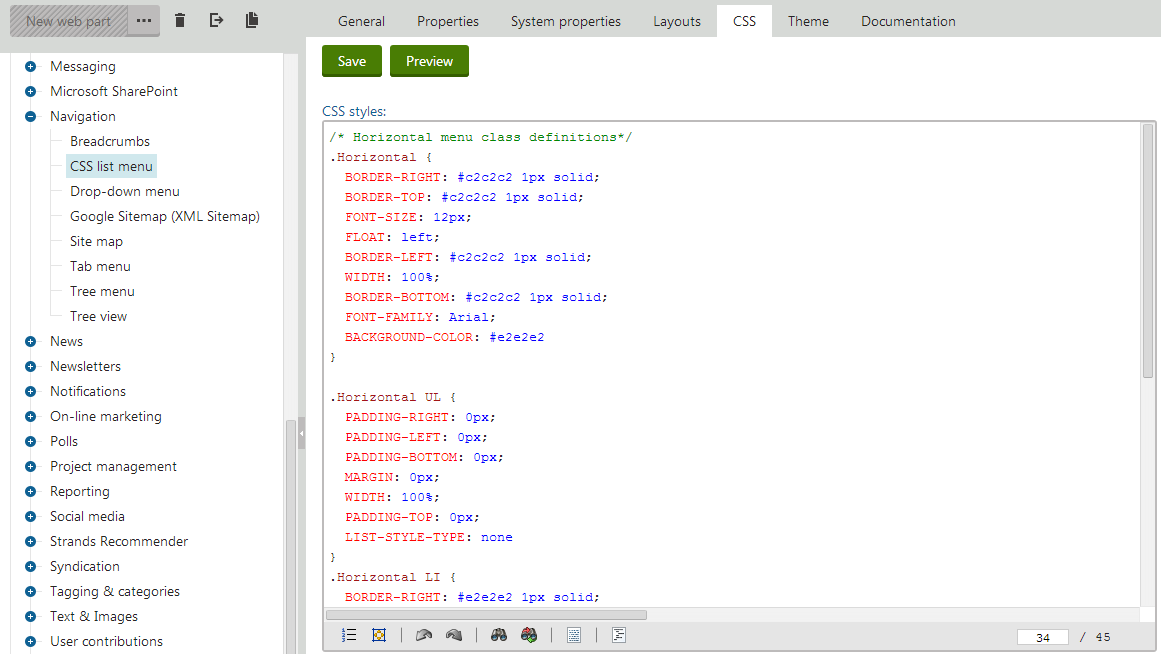 New web part
General Properties System properties Layouts CSS Theme Documentation
Messaging
Microsoft SharePoint
Navigation
Breadcrumbs
CSS list menu
Drop-down menu
Google Sitemap (XML Sitemap)
Site map
Tab menu
Tree menu
Tree view
News
Newsletters
Notifications
On-line marketing
Polls
Project management
Reporting
Social media
Strands Recommender
Syndication
Tagging & categories
Text & Images
User contributions
Save Preview
CSS styles:
/* Horizontal menu class definitions*/
.Horizontal {
BORDER-RIGHT: #c2c2c2 1px solid;
BORDER-TOP: #c2c2c2 1px solid;
FONT-SIZE: 12px;
FLOAT: left;
BORDER-LEFT: #c2c2c2 1px solid;
WIDTH: 100%;
BORDER-BOTTOM: #c2c2c2 1px solid;
FONT-FAMILY: Arial;
BACKGROUND-COLOR: #e2e2e2
}
.Horizontal UL {
PADDING-RIGHT: 0px;
PADDING-LEFT: 0px;
PADDING-BOTTOM: 0px;
MARGIN: 0px;
WIDTH: 100%;
PADDING-TOP: 0px;
LIST-STYLE-TYPE: none
}
.Horizontal LI {
BORDER-RIGHT: #e2e2e2 1px solid;
34 / 45